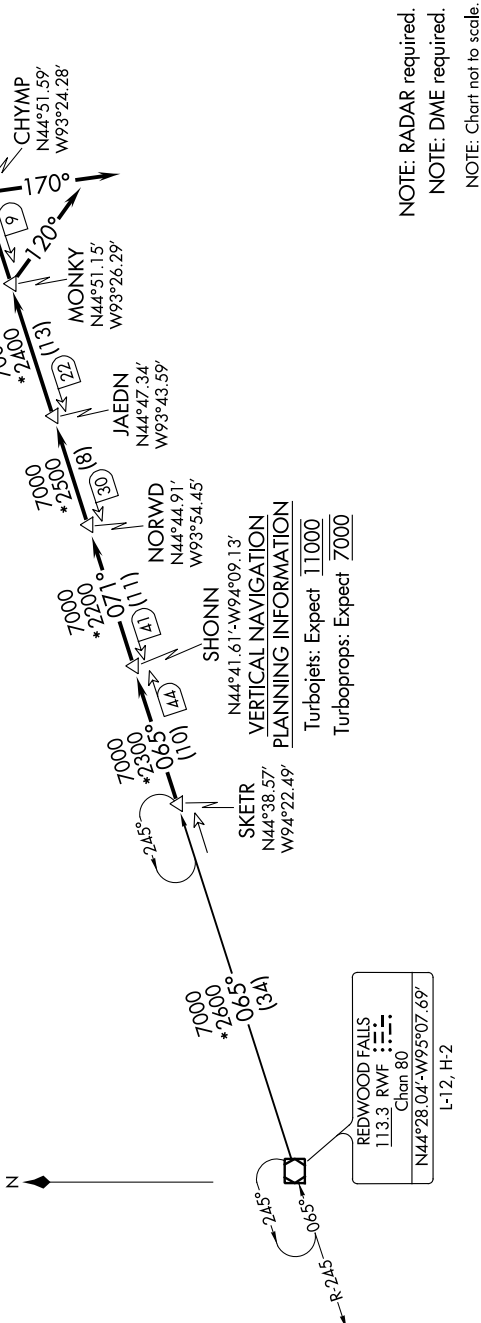 CHYMP
N44°51.59'
W93°24.28'
170°
9
120°
MONKY
N44°51.15'
W93°26.29'
*2400
(13)
22
JAEDN
N44°47.34'
W93°43.59'
7000
*2500
(8)
30
NORWD
N44°44.91'
W93°54.45'
7000
*2200
071°
(11)
41
SHONN
N44°41.61'-W94°09.13'
VERTICAL NAVIGATION
PLANNING INFORMATION
Turbojets: Expect 11000
Turboprops: Expect 7000
44
7000
*2300
065°
(10)
SKETR
N44°38.57'
W94°22.49'
245°
7000
*2600
065°
(34)
REDWOOD FALLS
113.3 RWF
Chan 80
N44°28.04'-W95°07.69'
L-12, H-2
245°
065°
R-245
N
NOTE: RADAR required.
NOTE: DME required.
NOTE: Chart not to scale.